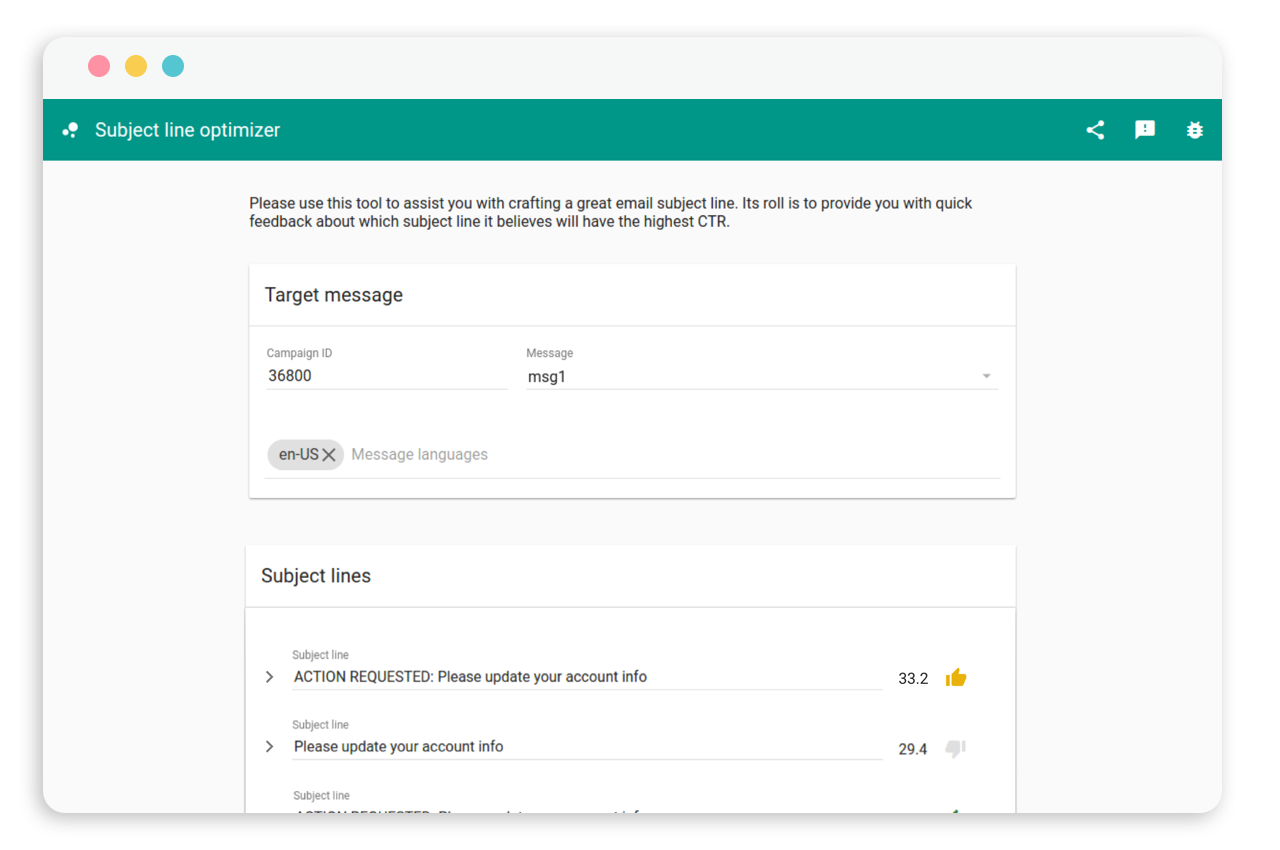 Subject line optimizer
Please use this tool to assist you with crafting a great email subject line. Its roll is to provide you with quick
feedback about which subject line it believes will have the highest CTR.
Target message
Campaign ID
36800
Message
msg1
en-US
Message languages
Subject lines
Subject line
ACTION REQUESTED: Please update your account info
33.2
Subject line
Please update your account info
29.4
Subject line